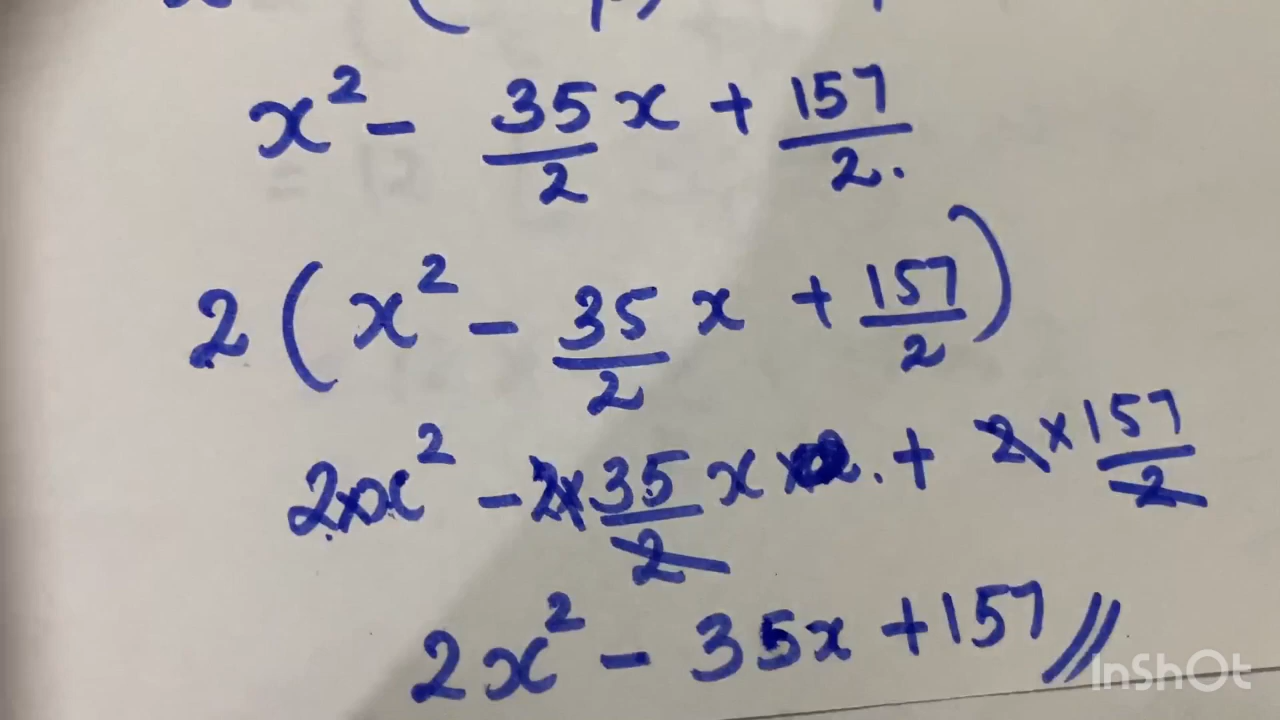 x² - 35/2 x + 157/2.
2 ( x² - 35/2 x + 157/2 )
2×x² - 2×35/2 x × . + 2×157/2
2x² - 35x + 157 //
InShOt